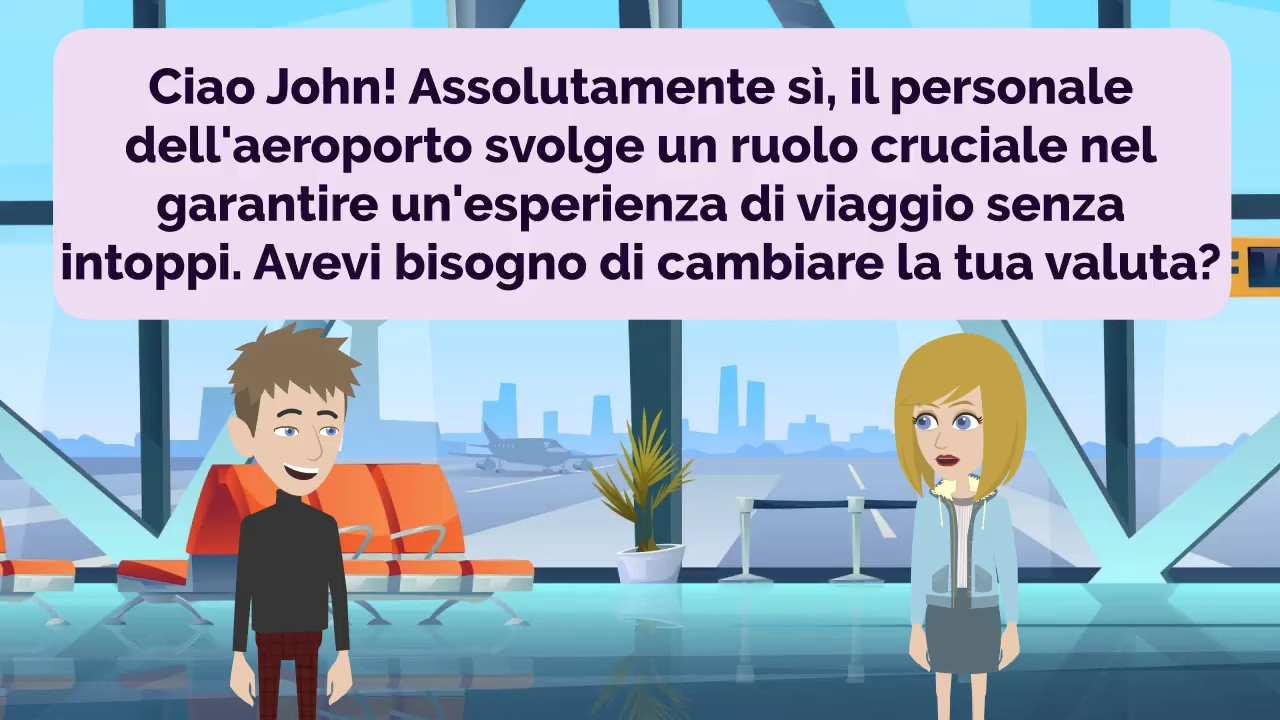 Ciao John! Assolutamente sì, il personale
dell'aeroporto svolge un ruolo cruciale nel
garantire un'esperienza di viaggio senza
intoppi. Avevi bisogno di cambiare la tua valuta?